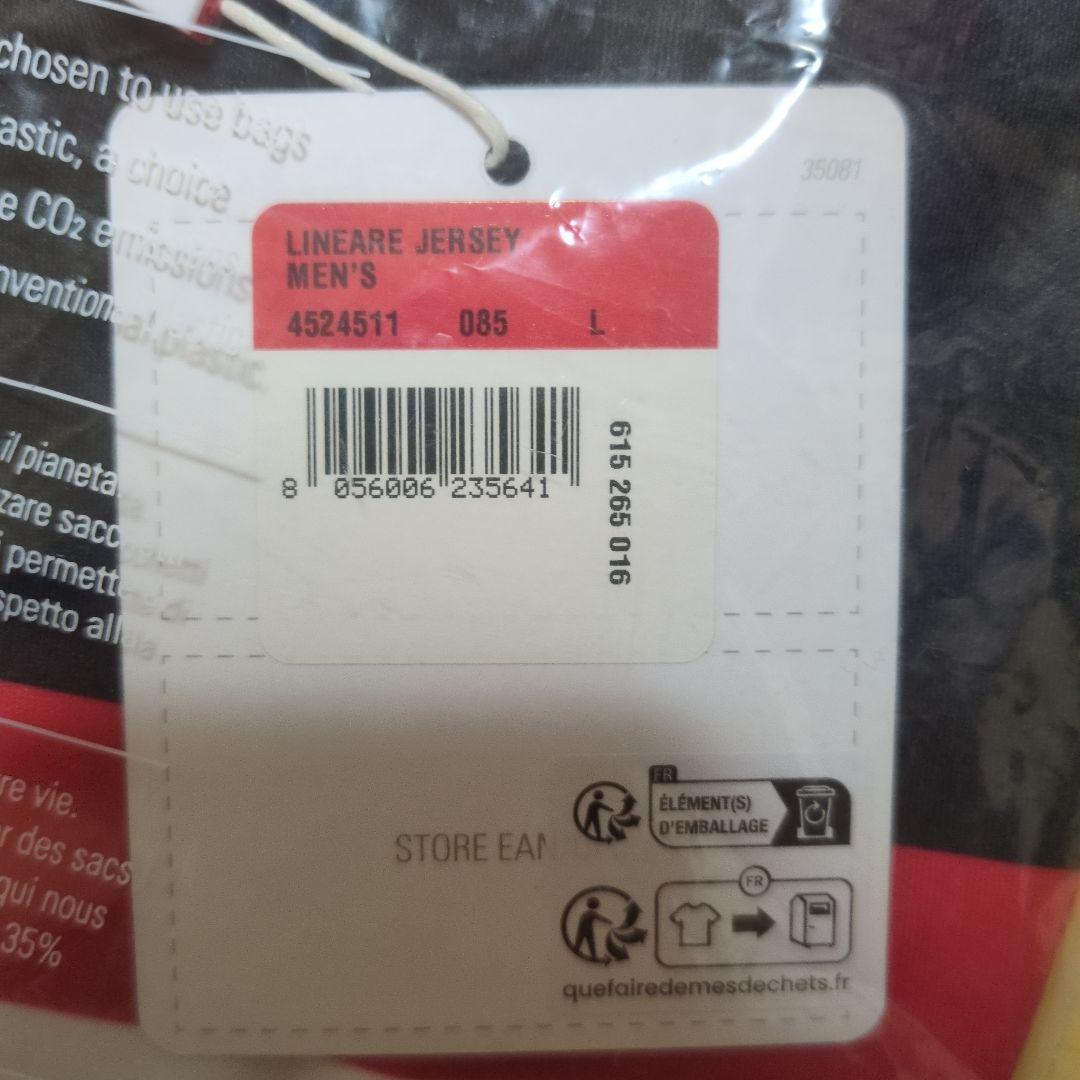 chosen to use bags
astic, a choice
e CO2 emissions
nventional plastic
il pianeta
zare sacc
i permett
spetto all
re vie.
r des sacs
qui nous
35%
35081
LINEARE JERSEY
MEN'S
4524511 085 L
8 056006 235641
615 265 016
STORE EAN
FR
ÉLÉMENT(S)
D'EMBALLAGE
FR
quefairedemesdechets.fr